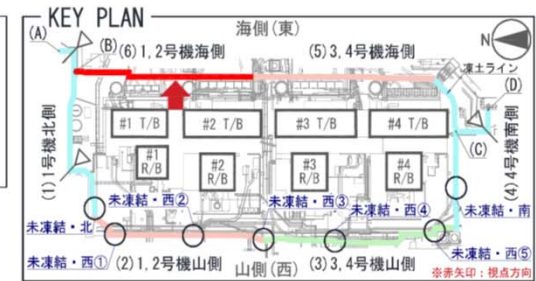 KEY PLAN
海側(東)
(A)
(B)
(6)1,2号機海側
(5)3,4号機海側
N
凍土ライン
(D)
#1 T/B
#2 T/B
#3 T/B
#4 T/B
(C)
(1)1号機北側
#1
R/B
#2
R/B
#3
R/B
#4
R/B
(4)4号機南側
未凍結・西②
未凍結・西③
未凍結・西④
未凍結・南
未凍結・北
未凍結・西①
(2)1,2号機山側
山側(西)
(3)3,4号機山側
未凍結・西⑤
※赤矢印：視点方向